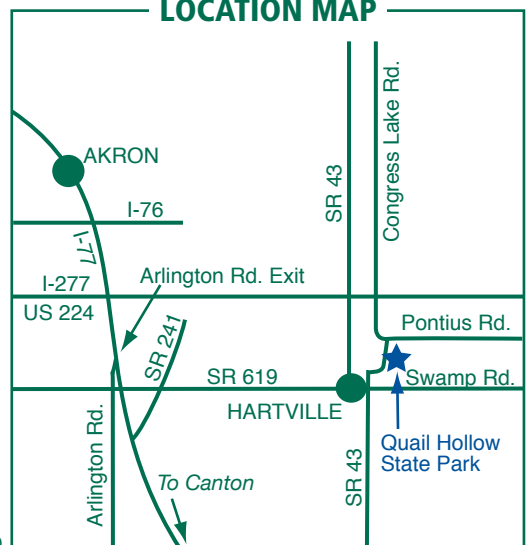 LOCATION MAP
AKRON
I-76
I-77
I-277
US 224
Arlington Rd. Exit
SR 241
SR 43
Congress Lake Rd.
Pontius Rd.
SR 619
Swamp Rd.
HARTVILLE
Arlington Rd.
To Canton
SR 43
Quail Hollow
State Park